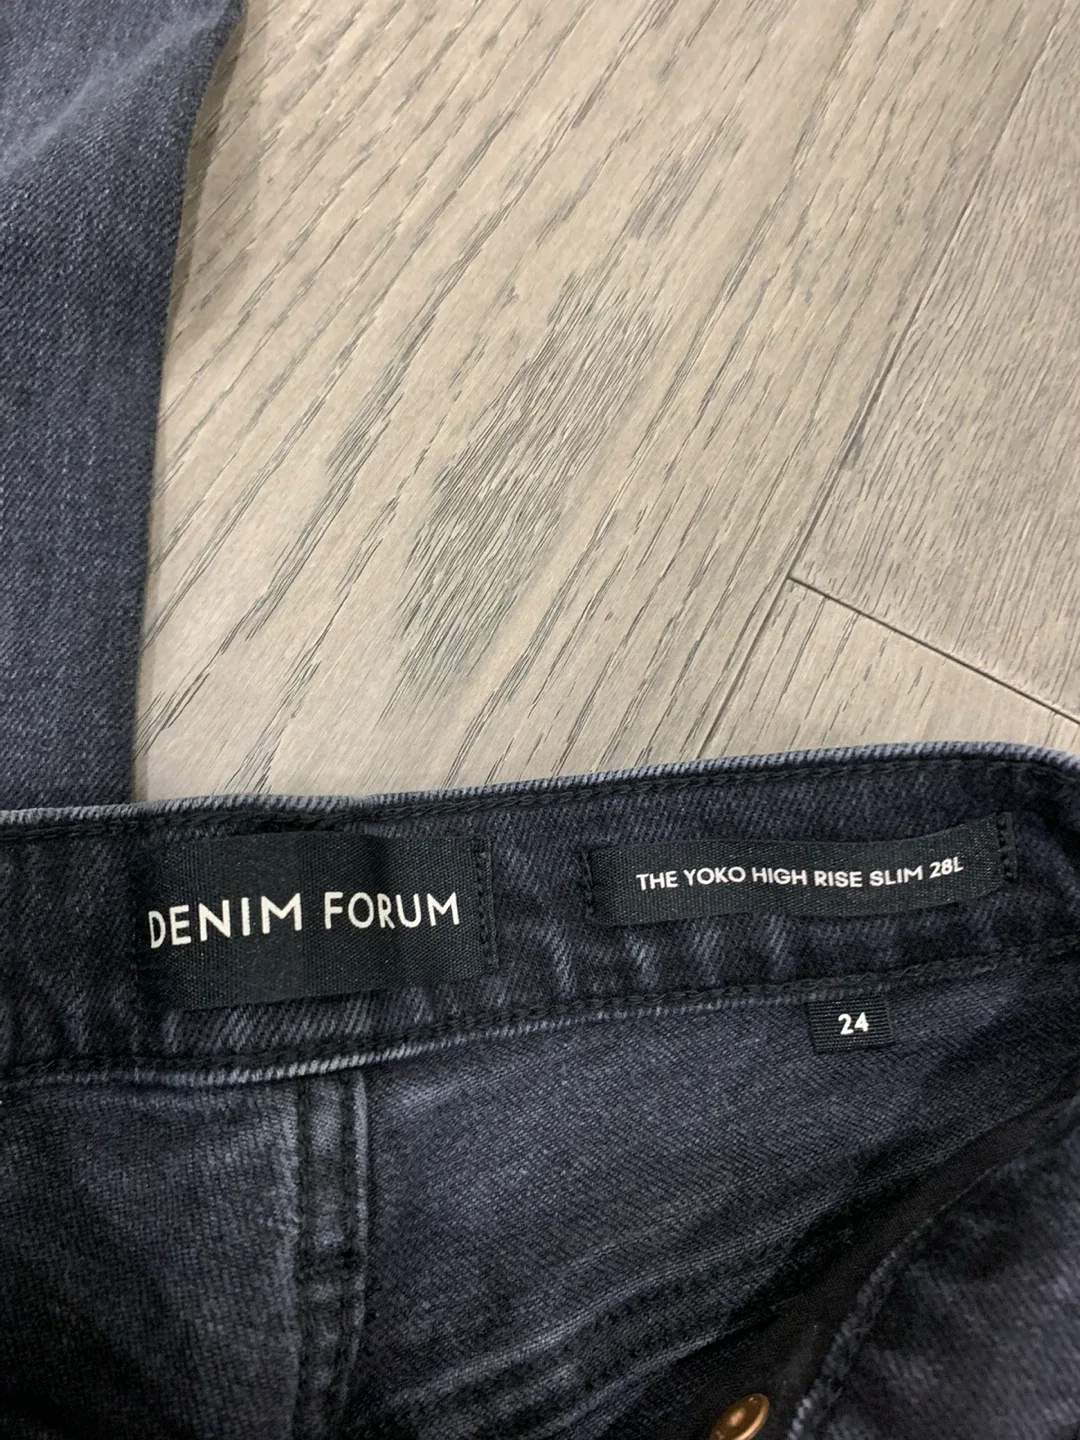 DENIM FORUM
THE YOKO HIGH RISE SLIM 28L
24